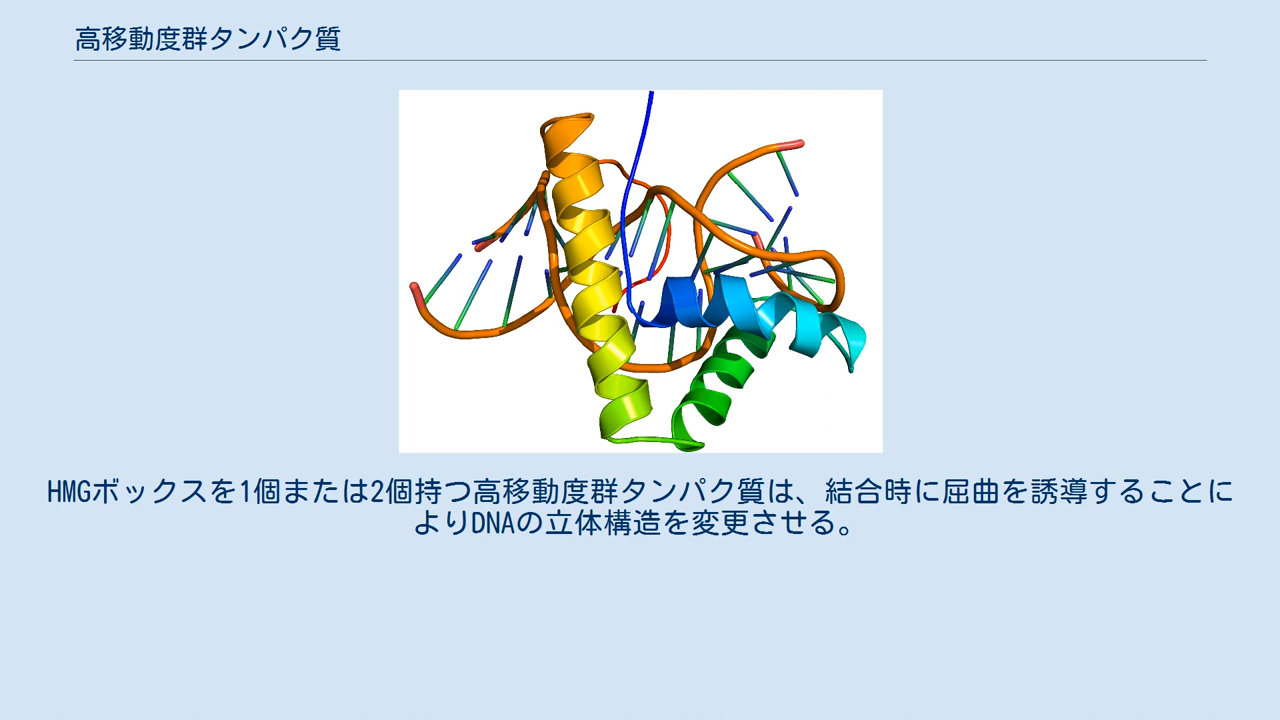 高移動度群タンパク質
HMGボックスを1個または2個持つ高移動度群タンパク質は、結合時に屈曲を誘導することに
よりDNAの立体構造を変更させる。